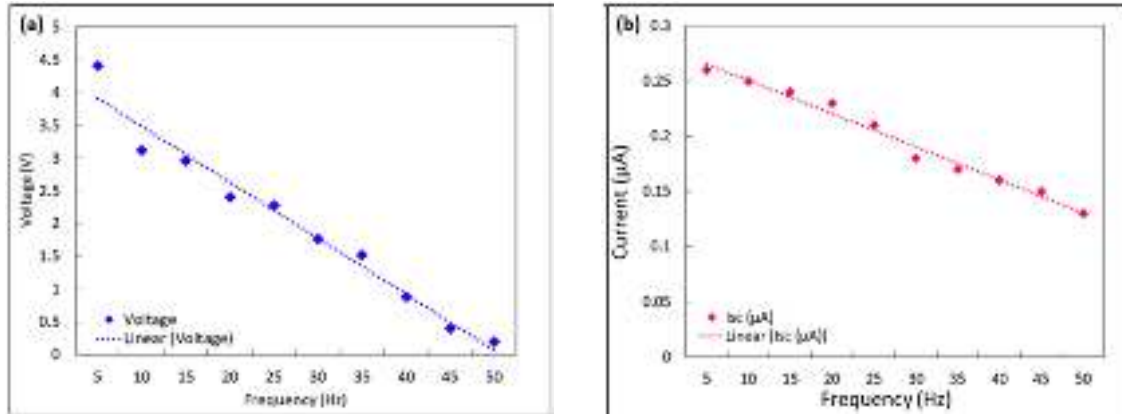 (a)
5
4.5
4
3.5
3
2.5
2
1.5
1
0.5
0
Voltage (V)
Voltage
Linear (Voltage)
5 10 15 20 25 30 35 40 45 50
Frequency (Hz)
(b)
0.3
0.25
0.2
0.15
0.1
0.05
0
Current (µA)
Isc (µA)
Linear (Isc (µA))
5 10 15 20 25 30 35 40 45 50
Frequency (Hz)